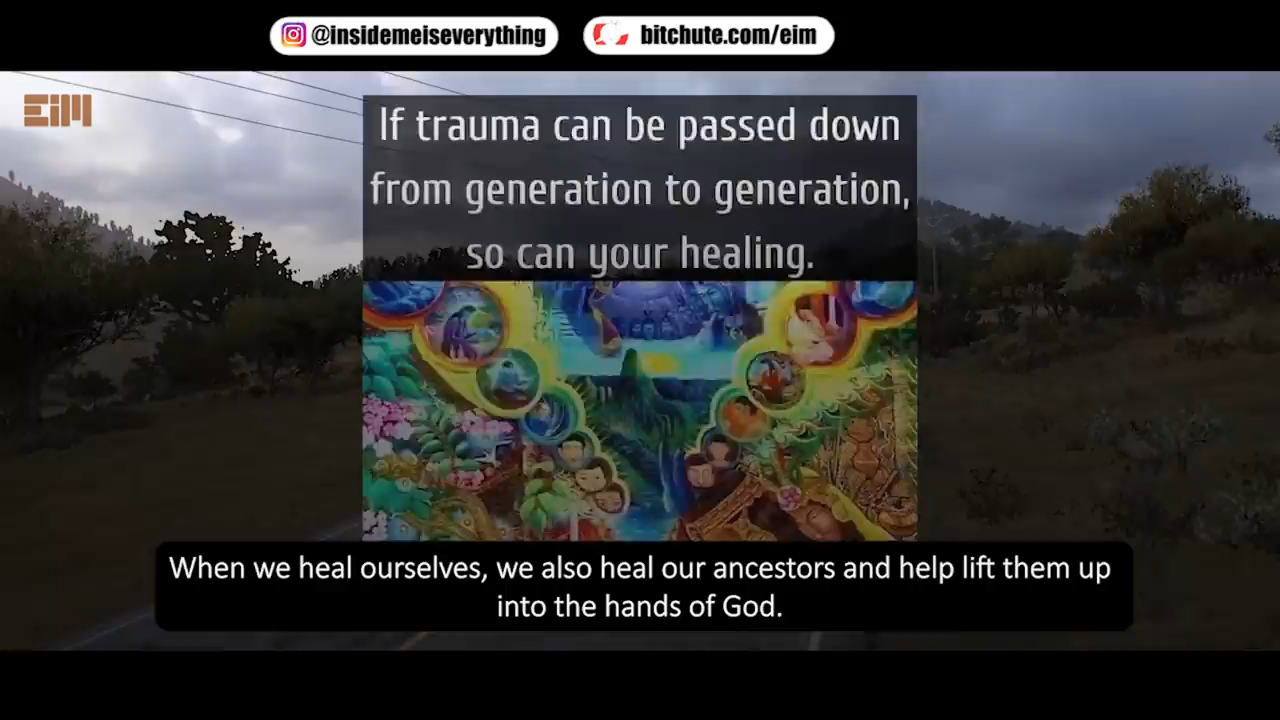 @insidemeiseverything
bitchute.com/eim
EiM
If trauma can be passed down
from generation to generation,
so can your healing.
When we heal ourselves, we also heal our ancestors and help lift them up
into the hands of God.